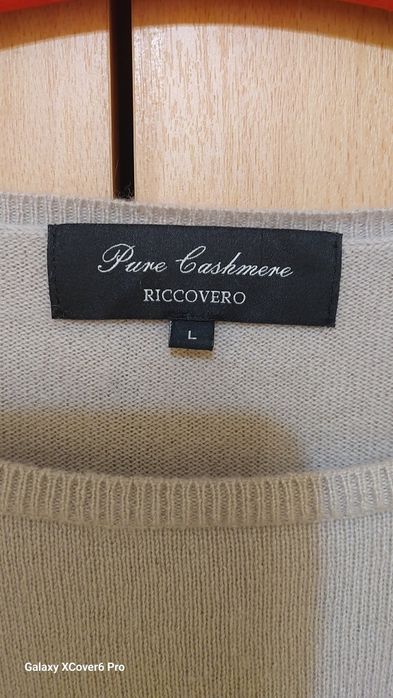 Pure Cashmere
RICCOVERO
L
Galaxy XCover6 Pro